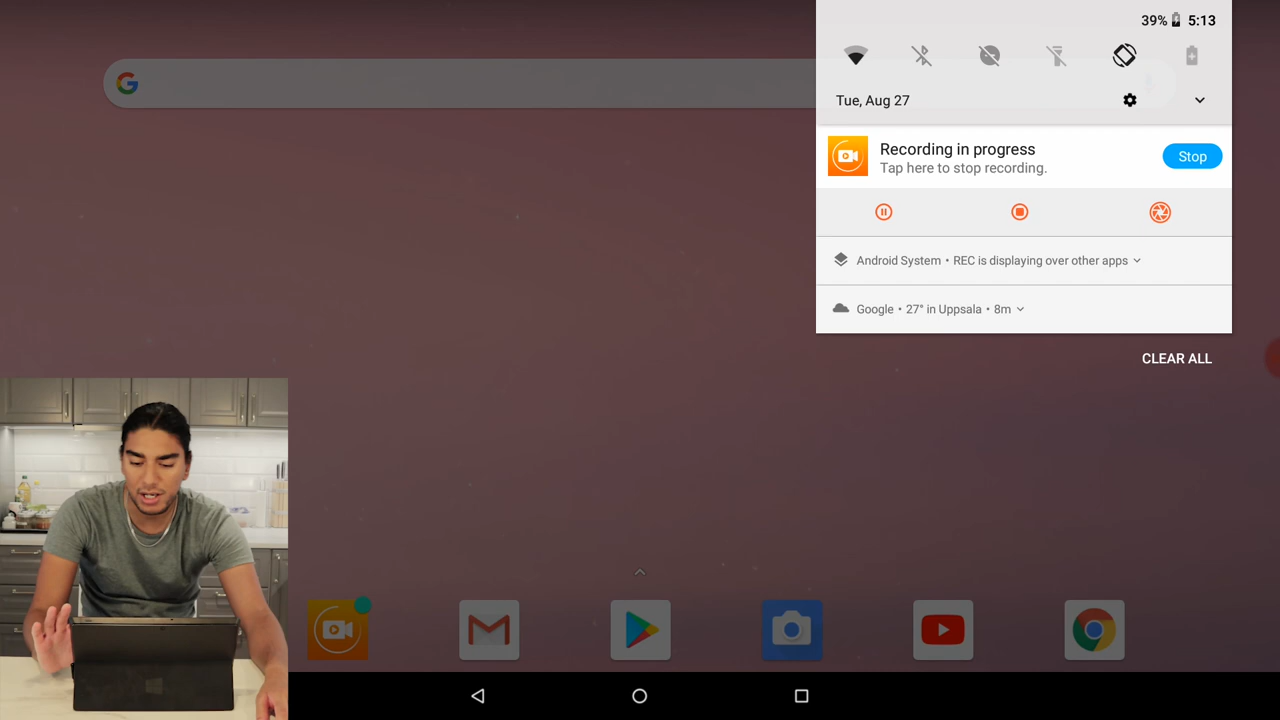 39% 5:13
Tue, Aug 27
Recording in progress
Tap here to stop recording.
Stop
Android System • REC is displaying over other apps
Google • 27° in Uppsala • 8m
CLEAR ALL